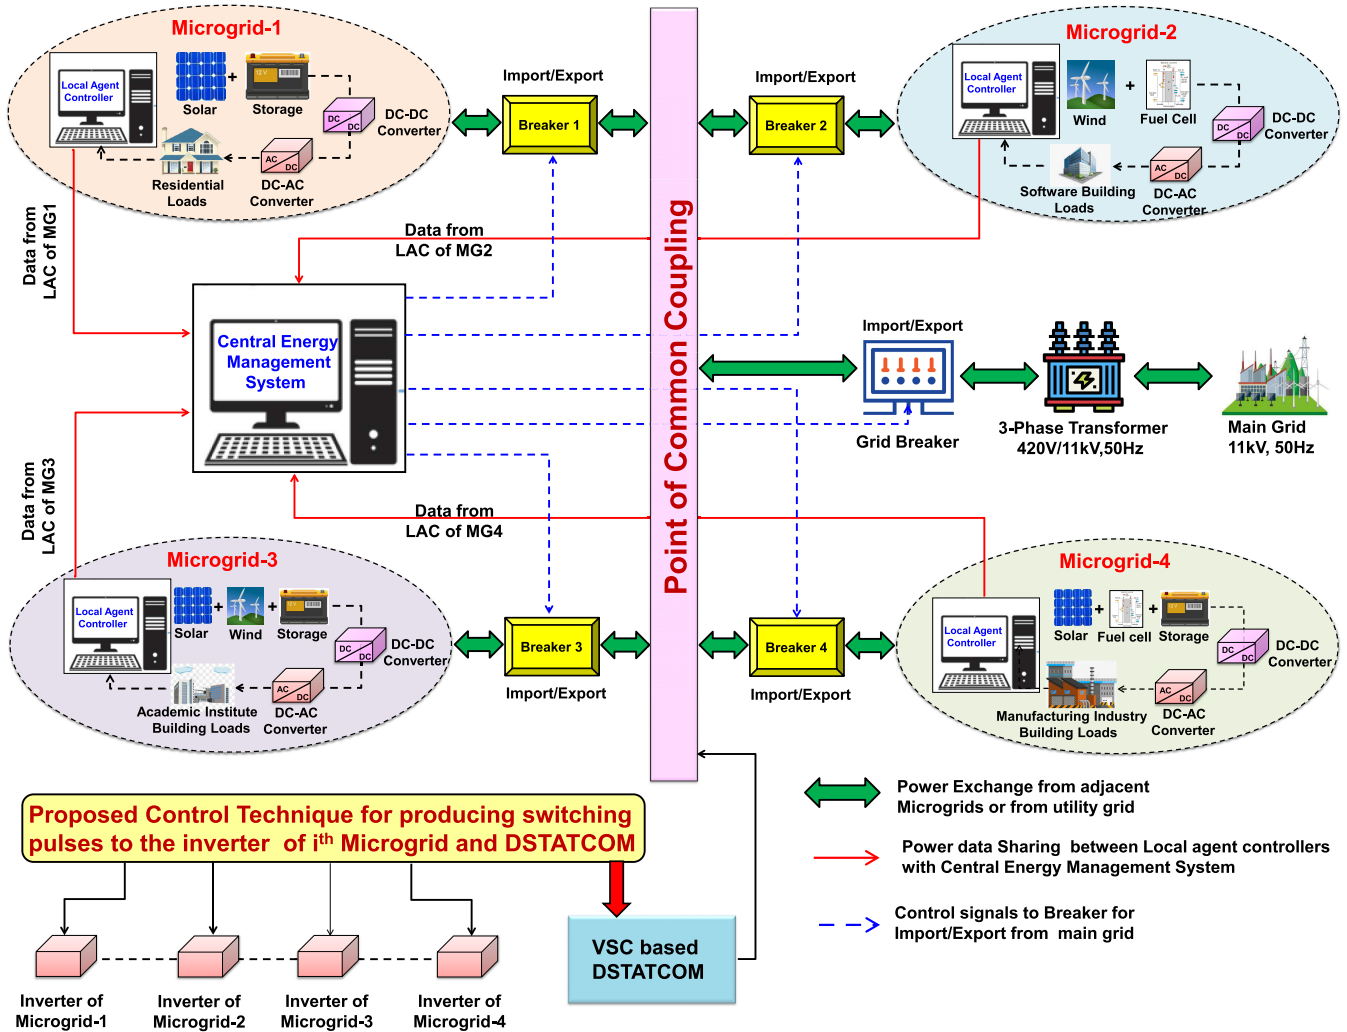 Microgrid-1
Local Agent
Controller
Solar
+
12 V
Storage
DC
DC
DC-DC
Converter
AC
DC
DC-AC
Converter
Residential
Loads
Import/Export
Breaker 1
Import/Export
Breaker 2
Microgrid-2
Local Agent
Controller
Wind
+
Fuel Cell
DC
DC
DC-DC
Converter
AC
DC
DC-AC
Converter
Software Building
Loads
Data from
LAC of MG1
Data from
LAC of MG2
Central Energy
Management
System
Point of Common Coupling
Import/Export
Grid Breaker
3-Phase Transformer
420V/11kV,50Hz
Main Grid
11kV, 50Hz
Data from
LAC of MG3
Data from
LAC of MG4
Microgrid-3
Local Agent
Controller
Solar
+
Wind
+
Storage
DC
DC
DC-DC
Converter
AC
DC
DC-AC
Converter
Academic Institute
Building Loads
Breaker 3
Import/Export
Breaker 4
Import/Export
Microgrid-4
Local Agent
Controller
Solar
+
Fuel cell
+
Storage
DC
DC
DC-DC
Converter
AC
DC
DC-AC
Converter
Manufacturing Industry
Building Loads
Power Exchange from adjacent
Microgrids or from utility grid
Power data Sharing between Local agent controllers
with Central Energy Management System
Control signals to Breaker for
Import/Export from main grid
Proposed Control Technique for producing switching
pulses to the inverter of ith Microgrid and DSTATCOM
VSC based
DSTATCOM
Inverter of
Microgrid-1
Inverter of
Microgrid-2
Inverter of
Microgrid-3
Inverter of
Microgrid-4